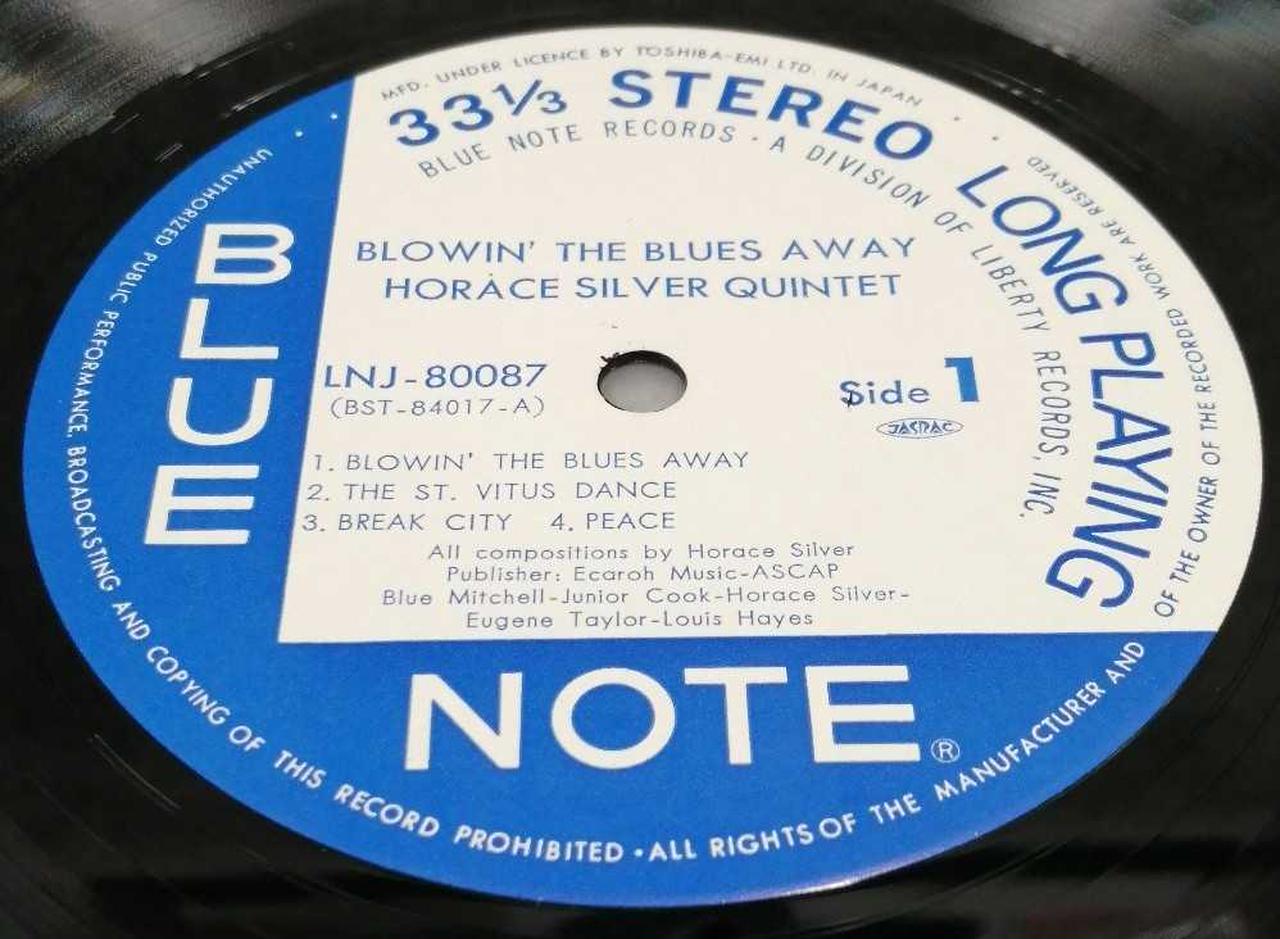 MFD. UNDER LICENCE BY TOSHIBA-EMI LTD. IN JAPAN
33⅓ STEREO LONG PLAYING
BLUE NOTE RECORDS · A DIVISION OF LIBERTY RECORDS, INC.
BLOWIN' THE BLUES AWAY
HORACE SILVER QUINTET
LNJ-80087
(BST-84017-A)
Side 1
JASRAC
1. BLOWIN' THE BLUES AWAY
2. THE ST. VITUS DANCE
3. BREAK CITY 4. PEACE
All compositions by Horace Silver
Publisher: Ecaroh Music-ASCAP
Blue Mitchell-Junior Cook-Horace Silver-
Eugene Taylor-Louis Hayes
BLUE
NOTE®
UNAUTHORIZED PUBLIC PERFORMANCE, BROADCASTING AND COPYING OF THIS RECORD PROHIBITED · ALL RIGHTS OF THE MANUFACTURER AND OF THE OWNER OF THE RECORDED WORK ARE RESERVED